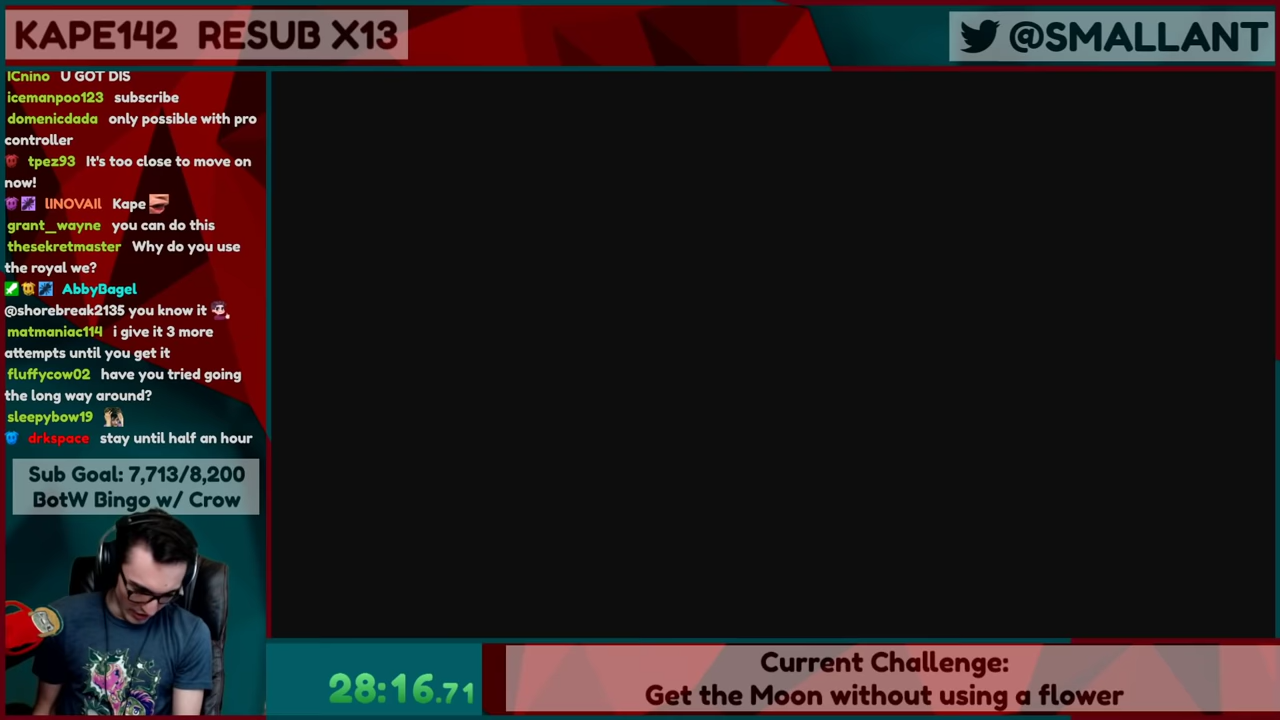 KAPE142 RESUB X13
@SMALLANT
ICnino U GOT DIS
icemanpoo123 subscribe
domenicdada only possible with pro
controller
tpez93 It's too close to move on
now!
lINOVAIl Kape
grant__wayne you can do this
thesekretmaster Why do you use
the royal we?
AbbyBagel
@shorebreak2135 you know it
matmaniac114 i give it 3 more
attempts until you get it
fluffycow02 have you tried going
the long way around?
sleepybow19
drkspace stay until half an hour
Sub Goal: 7,713/8,200
BotW Bingo w/ Crow
28:16.71
Current Challenge:
Get the Moon without using a flower